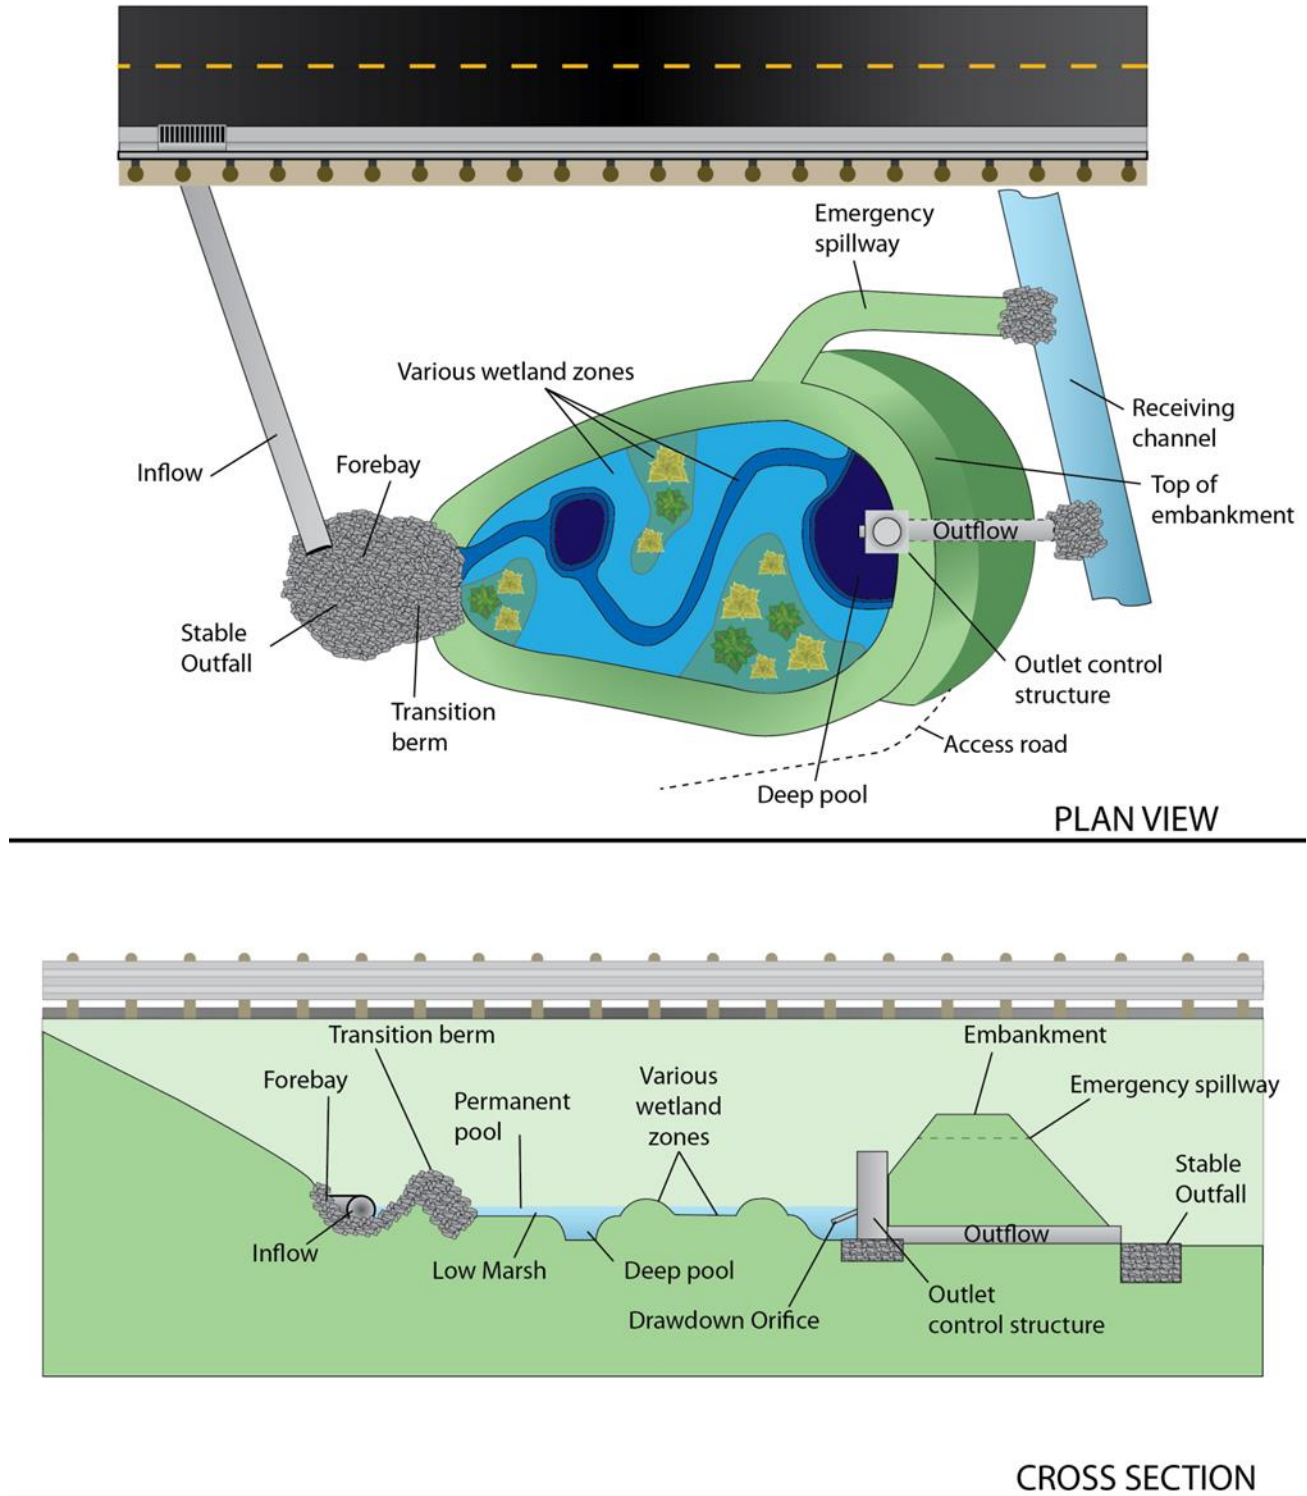 Emergency
spillway
Various wetland zones
Receiving
channel
Inflow
Forebay
Top of
embankment
Outflow
Stable
Outfall
Outlet control
structure
Transition
berm
Access road
Deep pool
PLAN VIEW
Transition berm
Embankment
Forebay
Various
wetland
zones
Emergency spillway
Permanent
pool
Stable
Outfall
Inflow
Low Marsh
Deep pool
Outflow
Drawdown Orifice
Outlet
control structure
CROSS SECTION